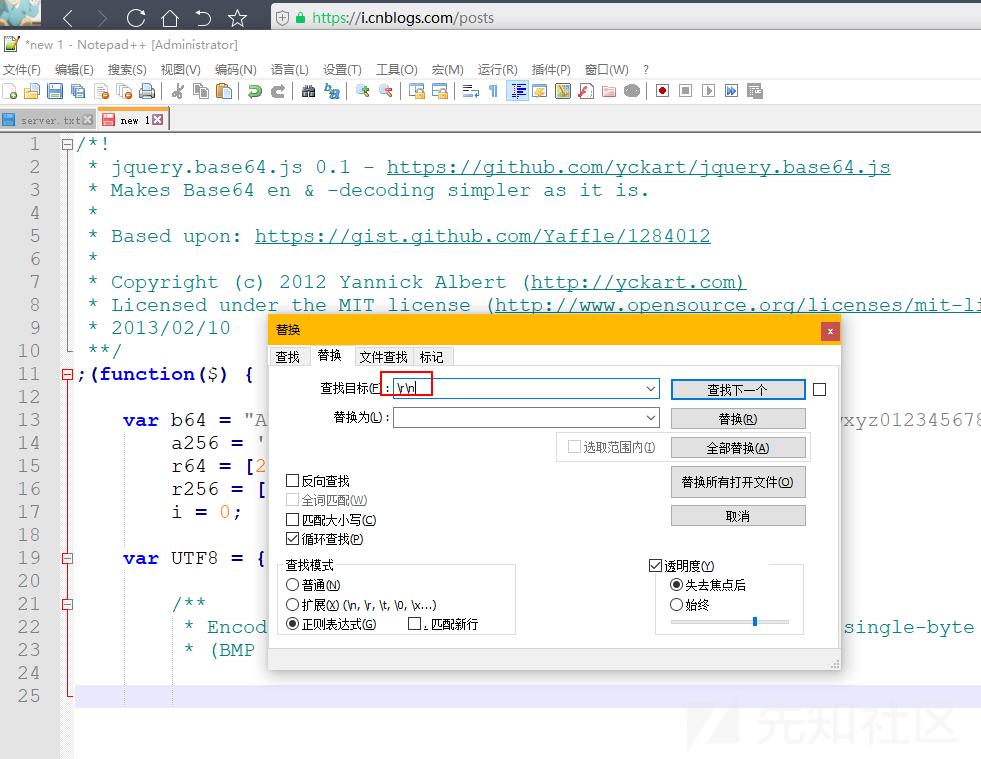 https://i.cnblogs.com/posts
*new 1 - Notepad++ [Administrator]
文件(F) 编辑(E) 搜索(S) 视图(V) 编码(N) 语言(L) 设置(T) 工具(O) 宏(M) 运行(R) 插件(P) 窗口(W) ?
server.txt new 1
1 /*!
2 * jquery.base64.js 0.1 - https://github.com/yckart/jquery.base64.js
3 * Makes Base64 en & -decoding simpler as it is.
4 *
5 * Based upon: https://gist.github.com/Yaffle/1284012
6 *
7 * Copyright (c) 2012 Yannick Albert (http://yckart.com)
8 * Licensed under the MIT license (http://www.opensource.org/licenses/mit-li
9 * 2013/02/10
10 **/
11 ;(function($) {
12
13 var b64 = "A xyz012345678
14 a256 = '
15 r64 = [2
16 r256 = [
17 i = 0;
18
19 var UTF8 = {
20
21 /**
22 * Encod single-byte
23 * (BMP
24
25
替换
x
查找 替换 文件查找 标记
查找目标(F) : \r\n
查找下一个
替换为(L) :
替换(R)
选取范围内(I)
全部替换(A)
替换所有打开文件(O)
取消
反向查找
全词匹配(W)
匹配大小写(C)
循环查找(P)
查找模式
普通(N)
扩展(X) (\n, \r, \t, \0, \x...)
正则表达式(G) . 匹配新行
透明度(Y)
失去焦点后
始终
先知社区